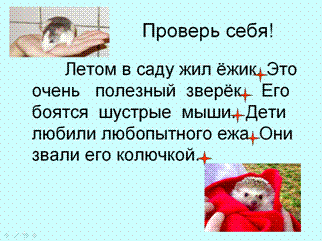 Проверь себя!
Летом в саду жил ёжик. Это
очень полезный зверёк. Его
боятся шустрые мыши. Дети
любили любопытного ежа. Они
звали его колючкой.